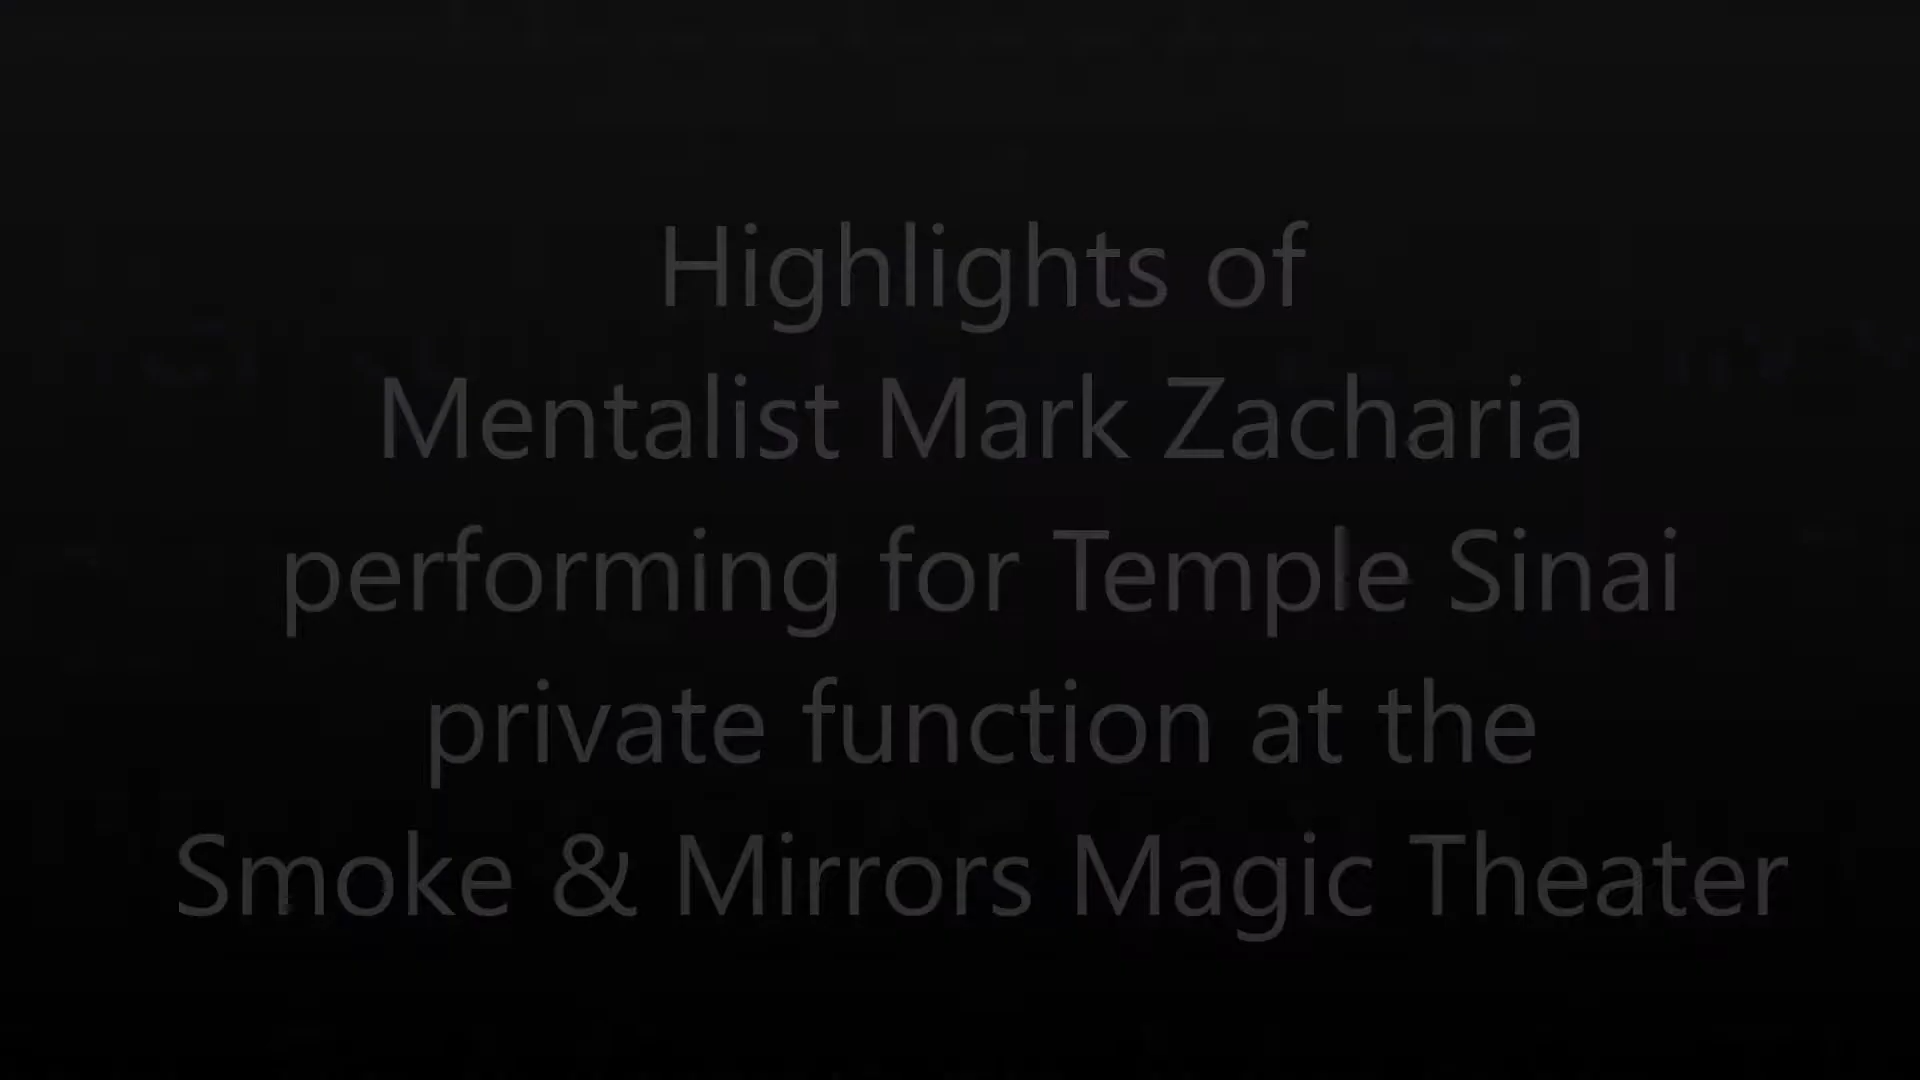 Highlights of
Mentalist Mark Zacharia
performing for Temple Sinai
private function at the
Smoke & Mirrors Magic Theater